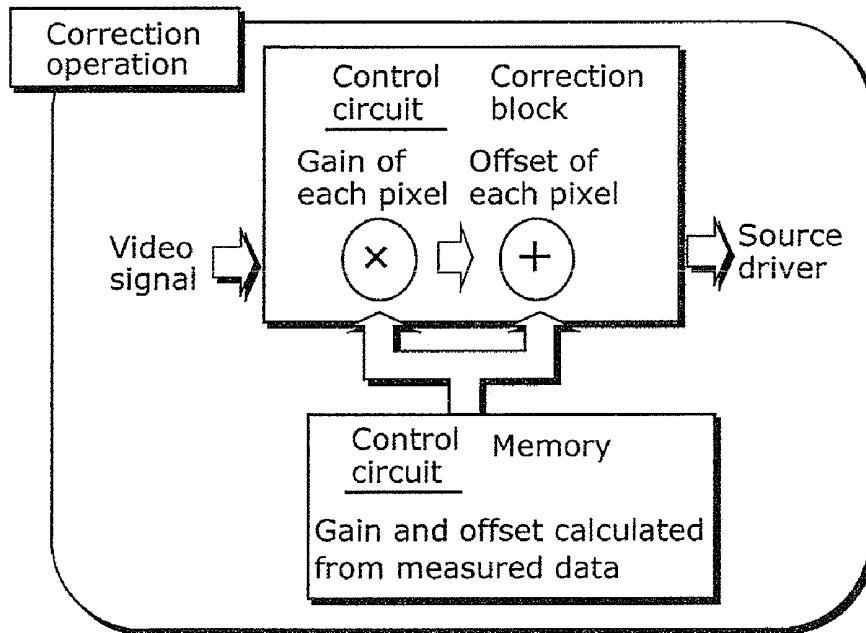 Correction
operation
Control
circuit
Correction
block
Gain of
each pixel
Offset of
each pixel
Video
signal
×
+
Source
driver
Control
circuit
Memory
Gain and offset calculated
from measured data